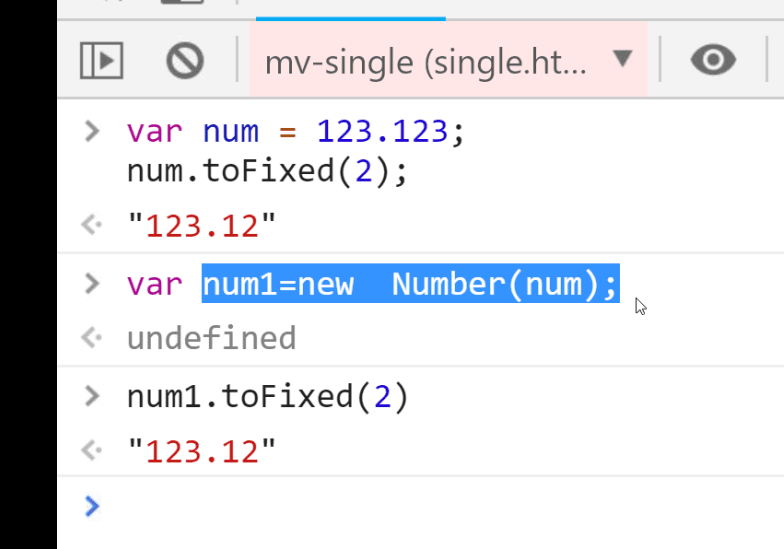 mv-single (single.ht...
var num = 123.123;
num.toFixed(2);
"123.12"
var num1=new  Number(num);
undefined
num1.toFixed(2)
"123.12"